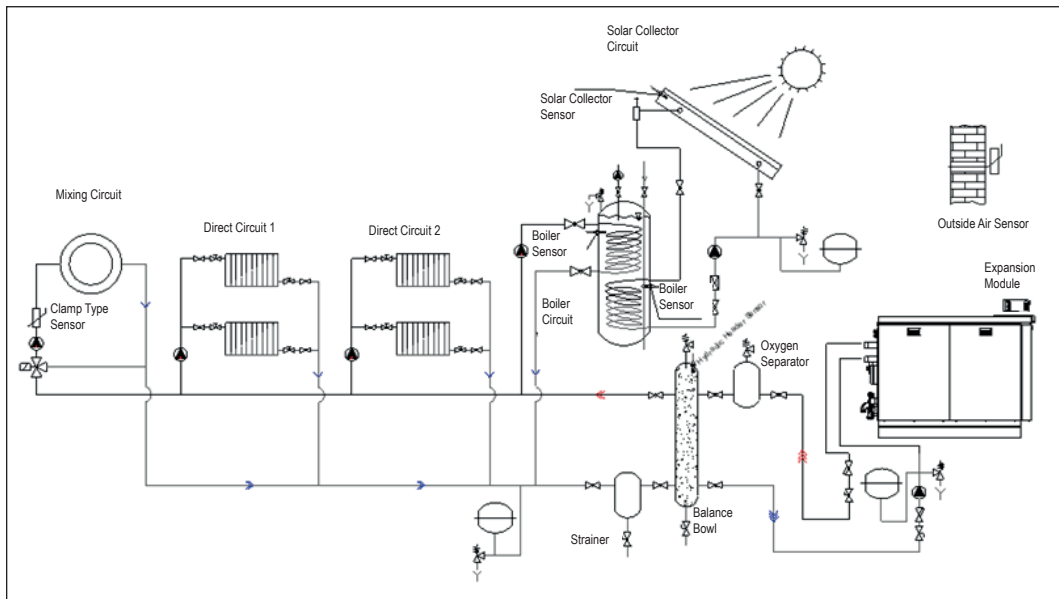 Solar Collector
Circuit
Solar Collector
Sensor
Mixing Circuit
Direct Circuit 1
Direct Circuit 2
Outside Air Sensor
Boiler
Sensor
Clamp Type
Sensor
Boiler
Circuit
Boiler
Sensor
Expansion
Module
Oxygen
Separator
Strainer
Balance
Bowl